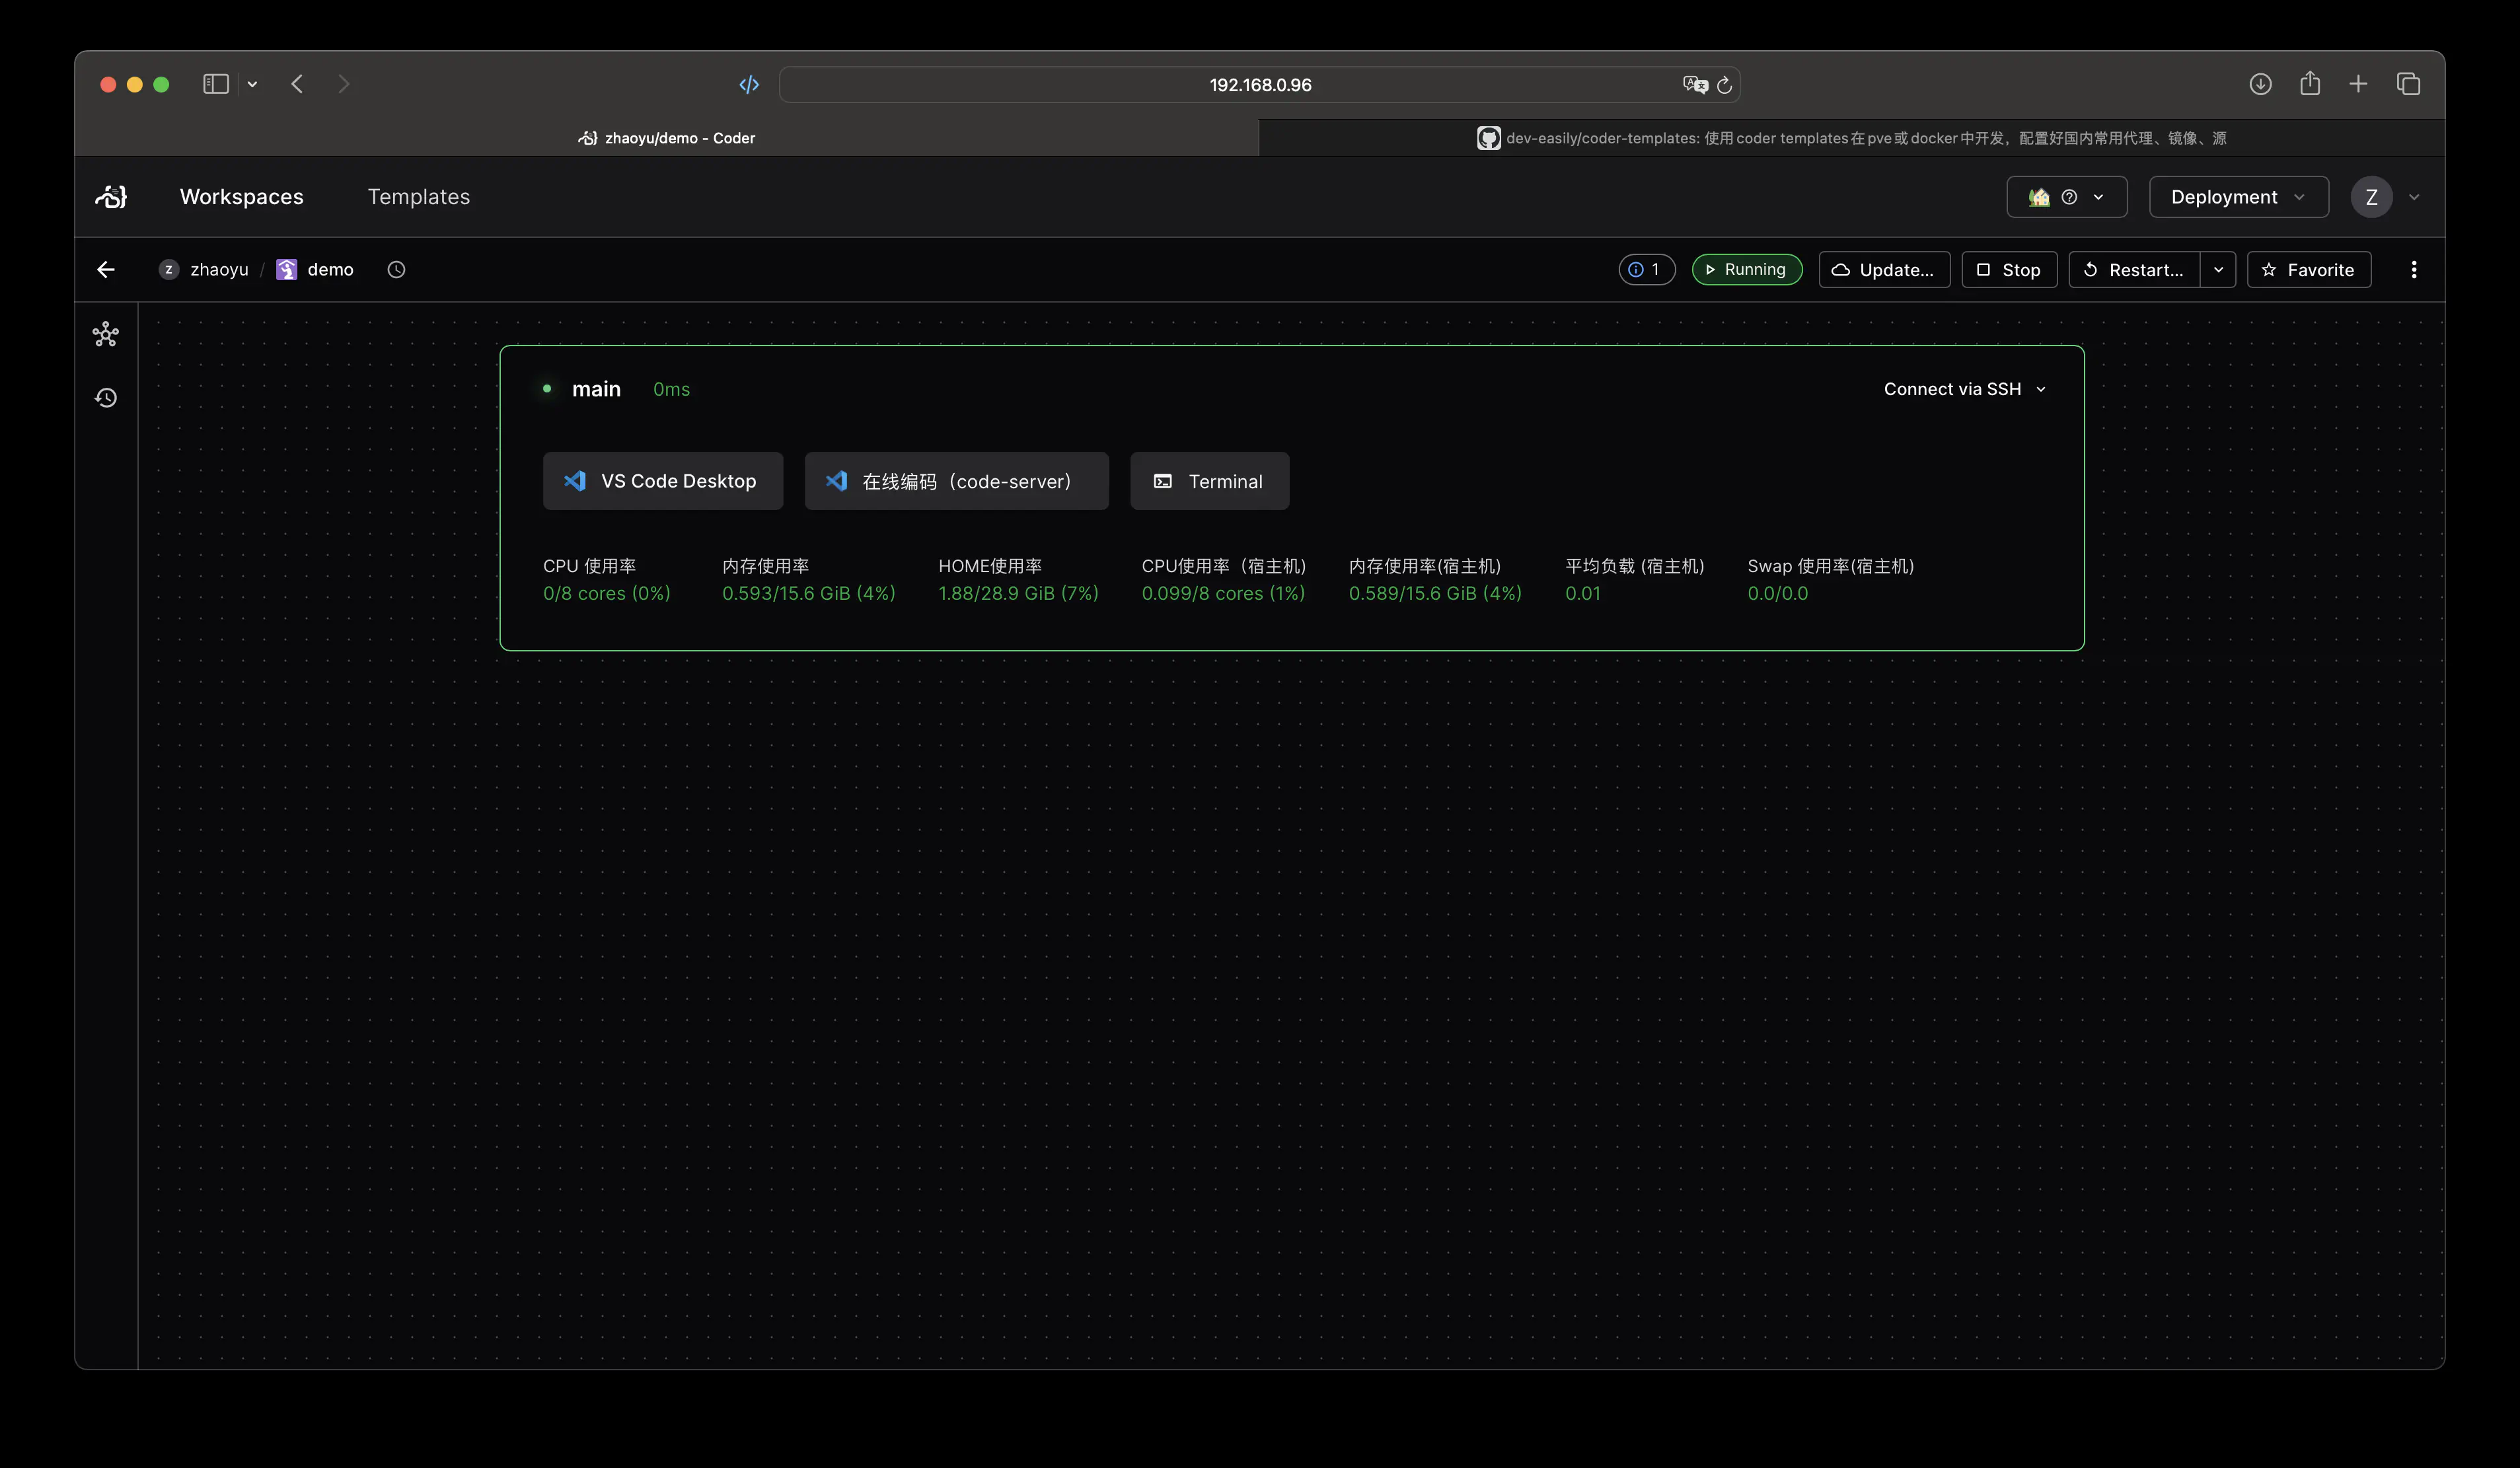 192.168.0.96
zhaoyu/demo - Coder
dev-easily/coder-templates: 使用 coder templates 在 pve 或 docker 中开发，配置好国内常用代理、镜像、源
Workspaces Templates Deployment Z
Z zhaoyu / demo 1 Running Update... Stop Restart... Favorite
main 0ms Connect via SSH
VS Code Desktop 在线编码（code-server） Terminal
CPU 使用率 内存使用率 HOME使用率 CPU使用率（宿主机） 内存使用率(宿主机) 平均负载 (宿主机) Swap 使用率(宿主机)
0/8 cores (0%) 0.593/15.6 GiB (4%) 1.88/28.9 GiB (7%) 0.099/8 cores (1%) 0.589/15.6 GiB (4%) 0.01 0.0/0.0